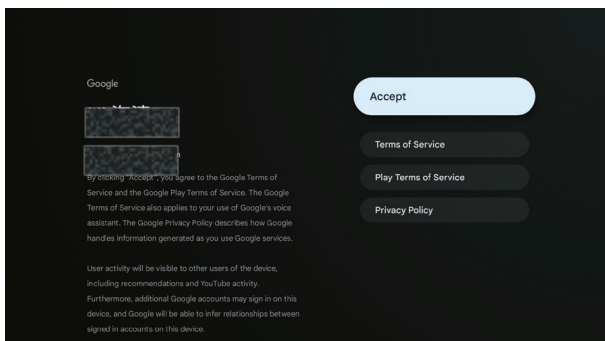 Google
By clicking "Accept", you agree to the Google Terms of
Service and the Google Play Terms of Service. The Google
Terms of Service also applies to your use of Google's voice
assistant. The Google Privacy Policy describes how Google
handles information generated as you use Google services.
User activity will be visible to other users of the device,
including recommendations and YouTube activity.
Furthermore, additional Google accounts may sign in on this
device, and Google will be able to infer relationships between
signed in accounts on this device.
Accept
Terms of Service
Play Terms of Service
Privacy Policy